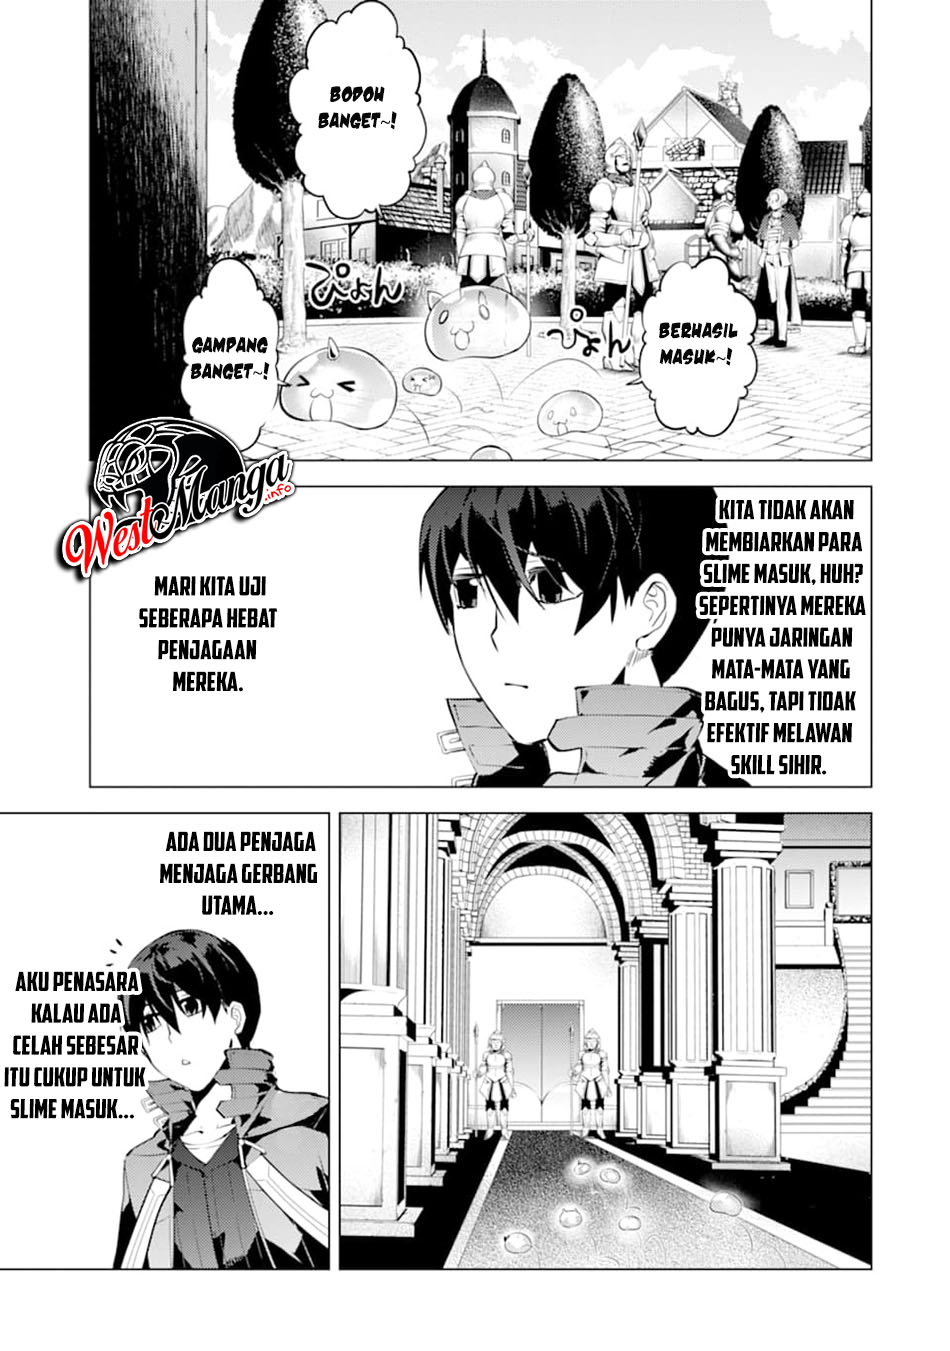 BERHASIL
MASUK~!
BODOH
BANGET~!
GAMPANG
BANGET~!
ぴょん
ぴょん
WestManga
.info
KITA TIDAK AKAN
MEMBIARKAN PARA
SLIME MASUK, HUH?
SEPERTINYA MEREKA
PUNYA JARINGAN
MATA-MATA YANG
BAGUS, TAPI TIDAK
EFEKTIF MELAWAN
SKILL SIHIR.
MARI KITA UJI
SEBERAPA HEBAT
PENJAGAAN
MEREKA.
ADA DUA PENJAGA
MENJAGA GERBANG
UTAMA...
AKU PENASARA
KALAU ADA
CELAH SEBESAR
ITU CUKUP UNTUK
SLIME MASUK...